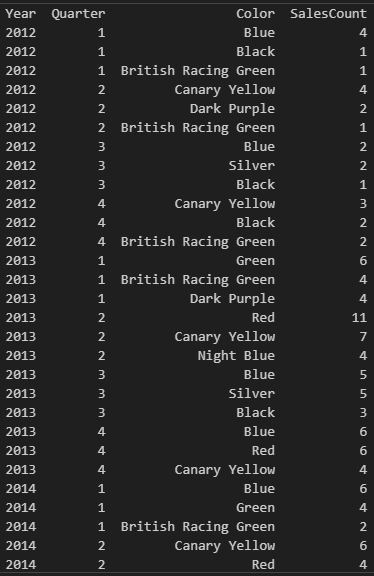 Year Quarter Color SalesCount
2012 1 Blue 4
2012 1 Black 1
2012 1 British Racing Green 1
2012 2 Canary Yellow 4
2012 2 Dark Purple 2
2012 2 British Racing Green 1
2012 3 Blue 2
2012 3 Silver 2
2012 3 Black 1
2012 4 Canary Yellow 3
2012 4 Black 2
2012 4 British Racing Green 2
2013 1 Green 6
2013 1 British Racing Green 4
2013 1 Dark Purple 4
2013 2 Red 11
2013 2 Canary Yellow 7
2013 2 Night Blue 4
2013 3 Blue 5
2013 3 Silver 5
2013 3 Black 3
2013 4 Blue 6
2013 4 Red 6
2013 4 Canary Yellow 4
2014 1 Blue 6
2014 1 Green 4
2014 1 British Racing Green 2
2014 2 Canary Yellow 6
2014 2 Red 4